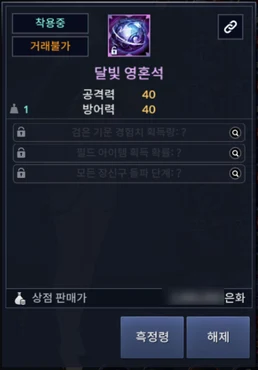 착용중
거래불가
달빛 영혼석
공격력 40
1 방어력 40
검은 기운 경험치 획득량: ?
필드 아이템 획득 확률: ?
모든 장신구 돌파 단계: ?
상점 판매가 은화
흑정령 해제